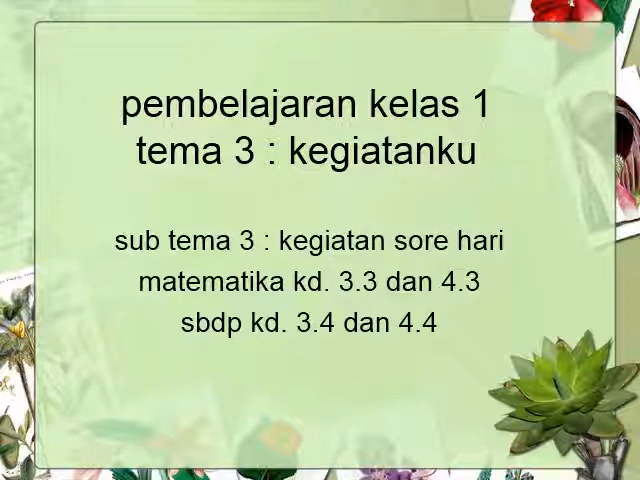 pembelajaran kelas 1
tema 3 : kegiatanku
sub tema 3 : kegiatan sore hari
matematika kd. 3.3 dan 4.3
sbdp kd. 3.4 dan 4.4